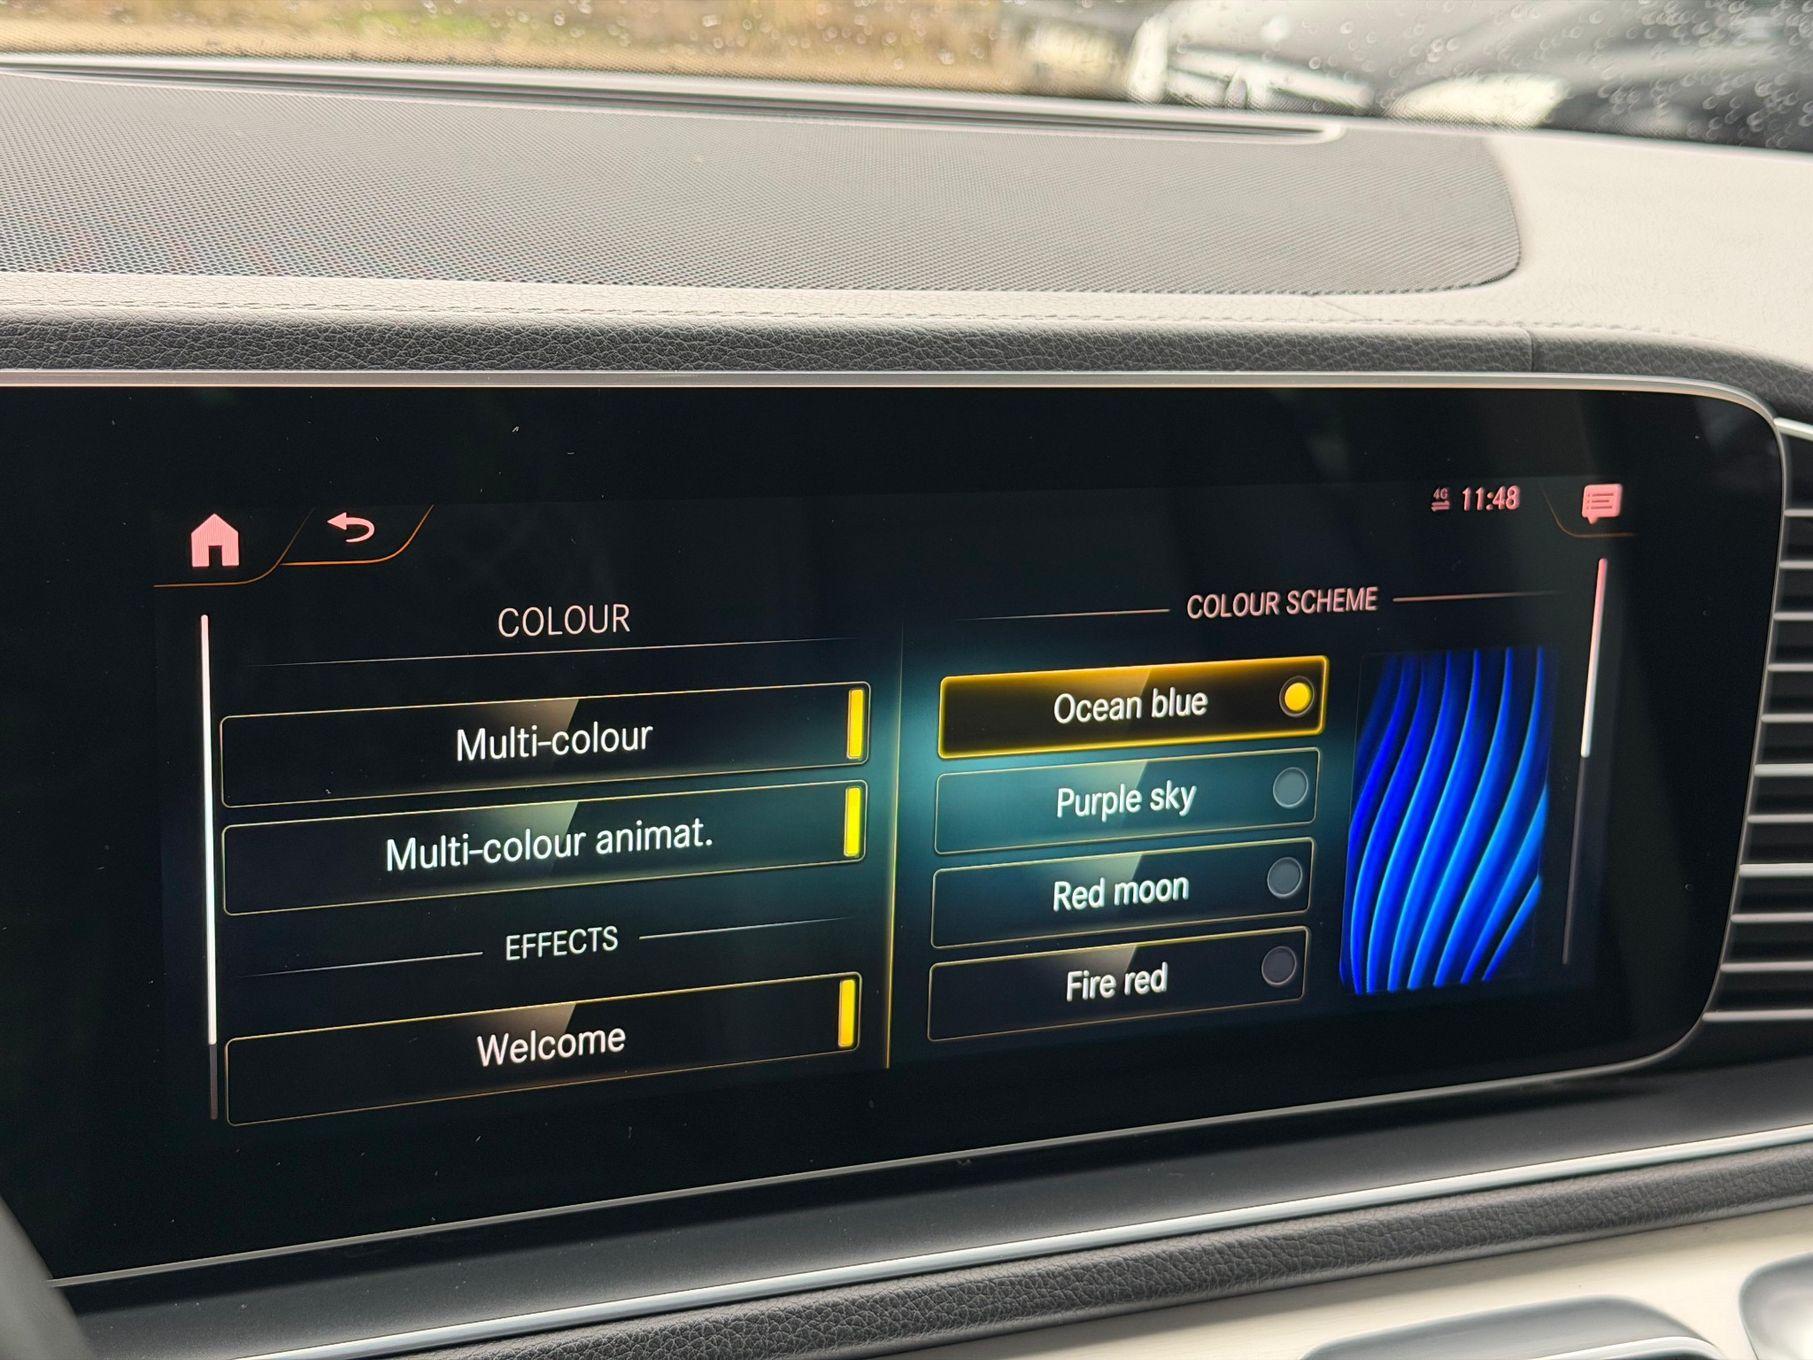 4G 11:48
COLOUR
Multi-colour
Multi-colour animat.
EFFECTS
Welcome
COLOUR SCHEME
Ocean blue
Purple sky
Red moon
Fire red